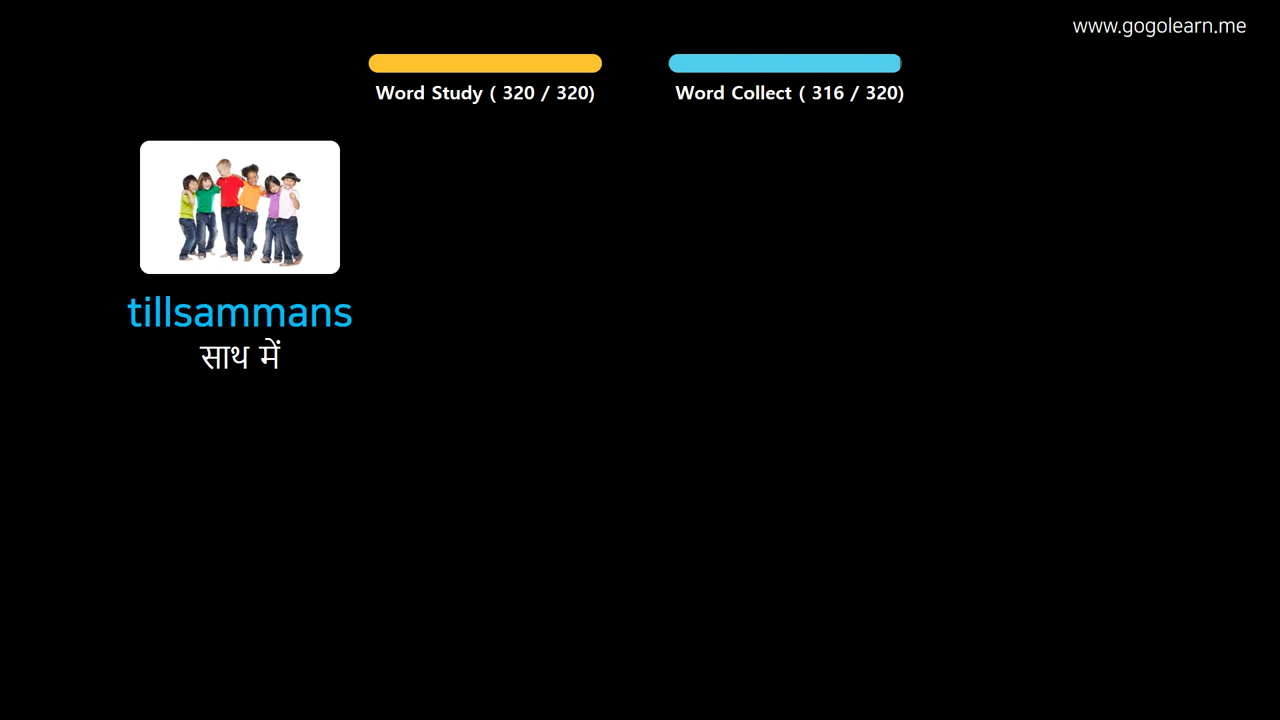 www.gogolearn.me
Word Study ( 320 / 320)
Word Collect ( 316 / 320)
tillsammans
साथ में